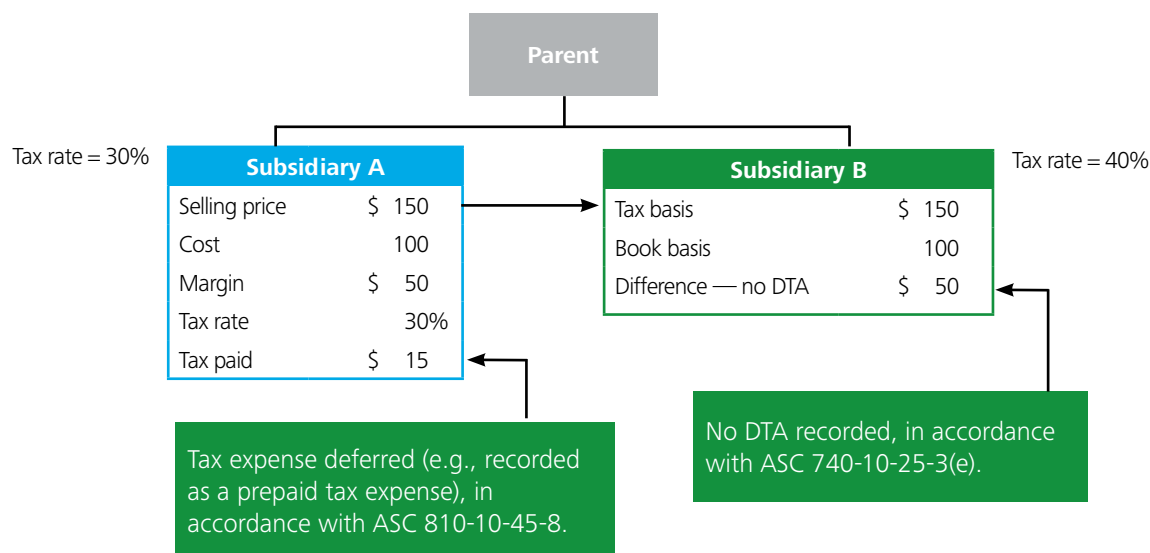 Parent
Tax rate = 30%
Subsidiary A
Selling price $ 150
Cost 100
Margin $ 50
Tax rate 30%
Tax paid $ 15
Subsidiary B
Tax rate = 40%
Tax basis $ 150
Book basis 100
Difference — no DTA $ 50
Tax expense deferred (e.g., recorded
as a prepaid tax expense), in
accordance with ASC 810-10-45-8.
No DTA recorded, in accordance
with ASC 740-10-25-3(e).